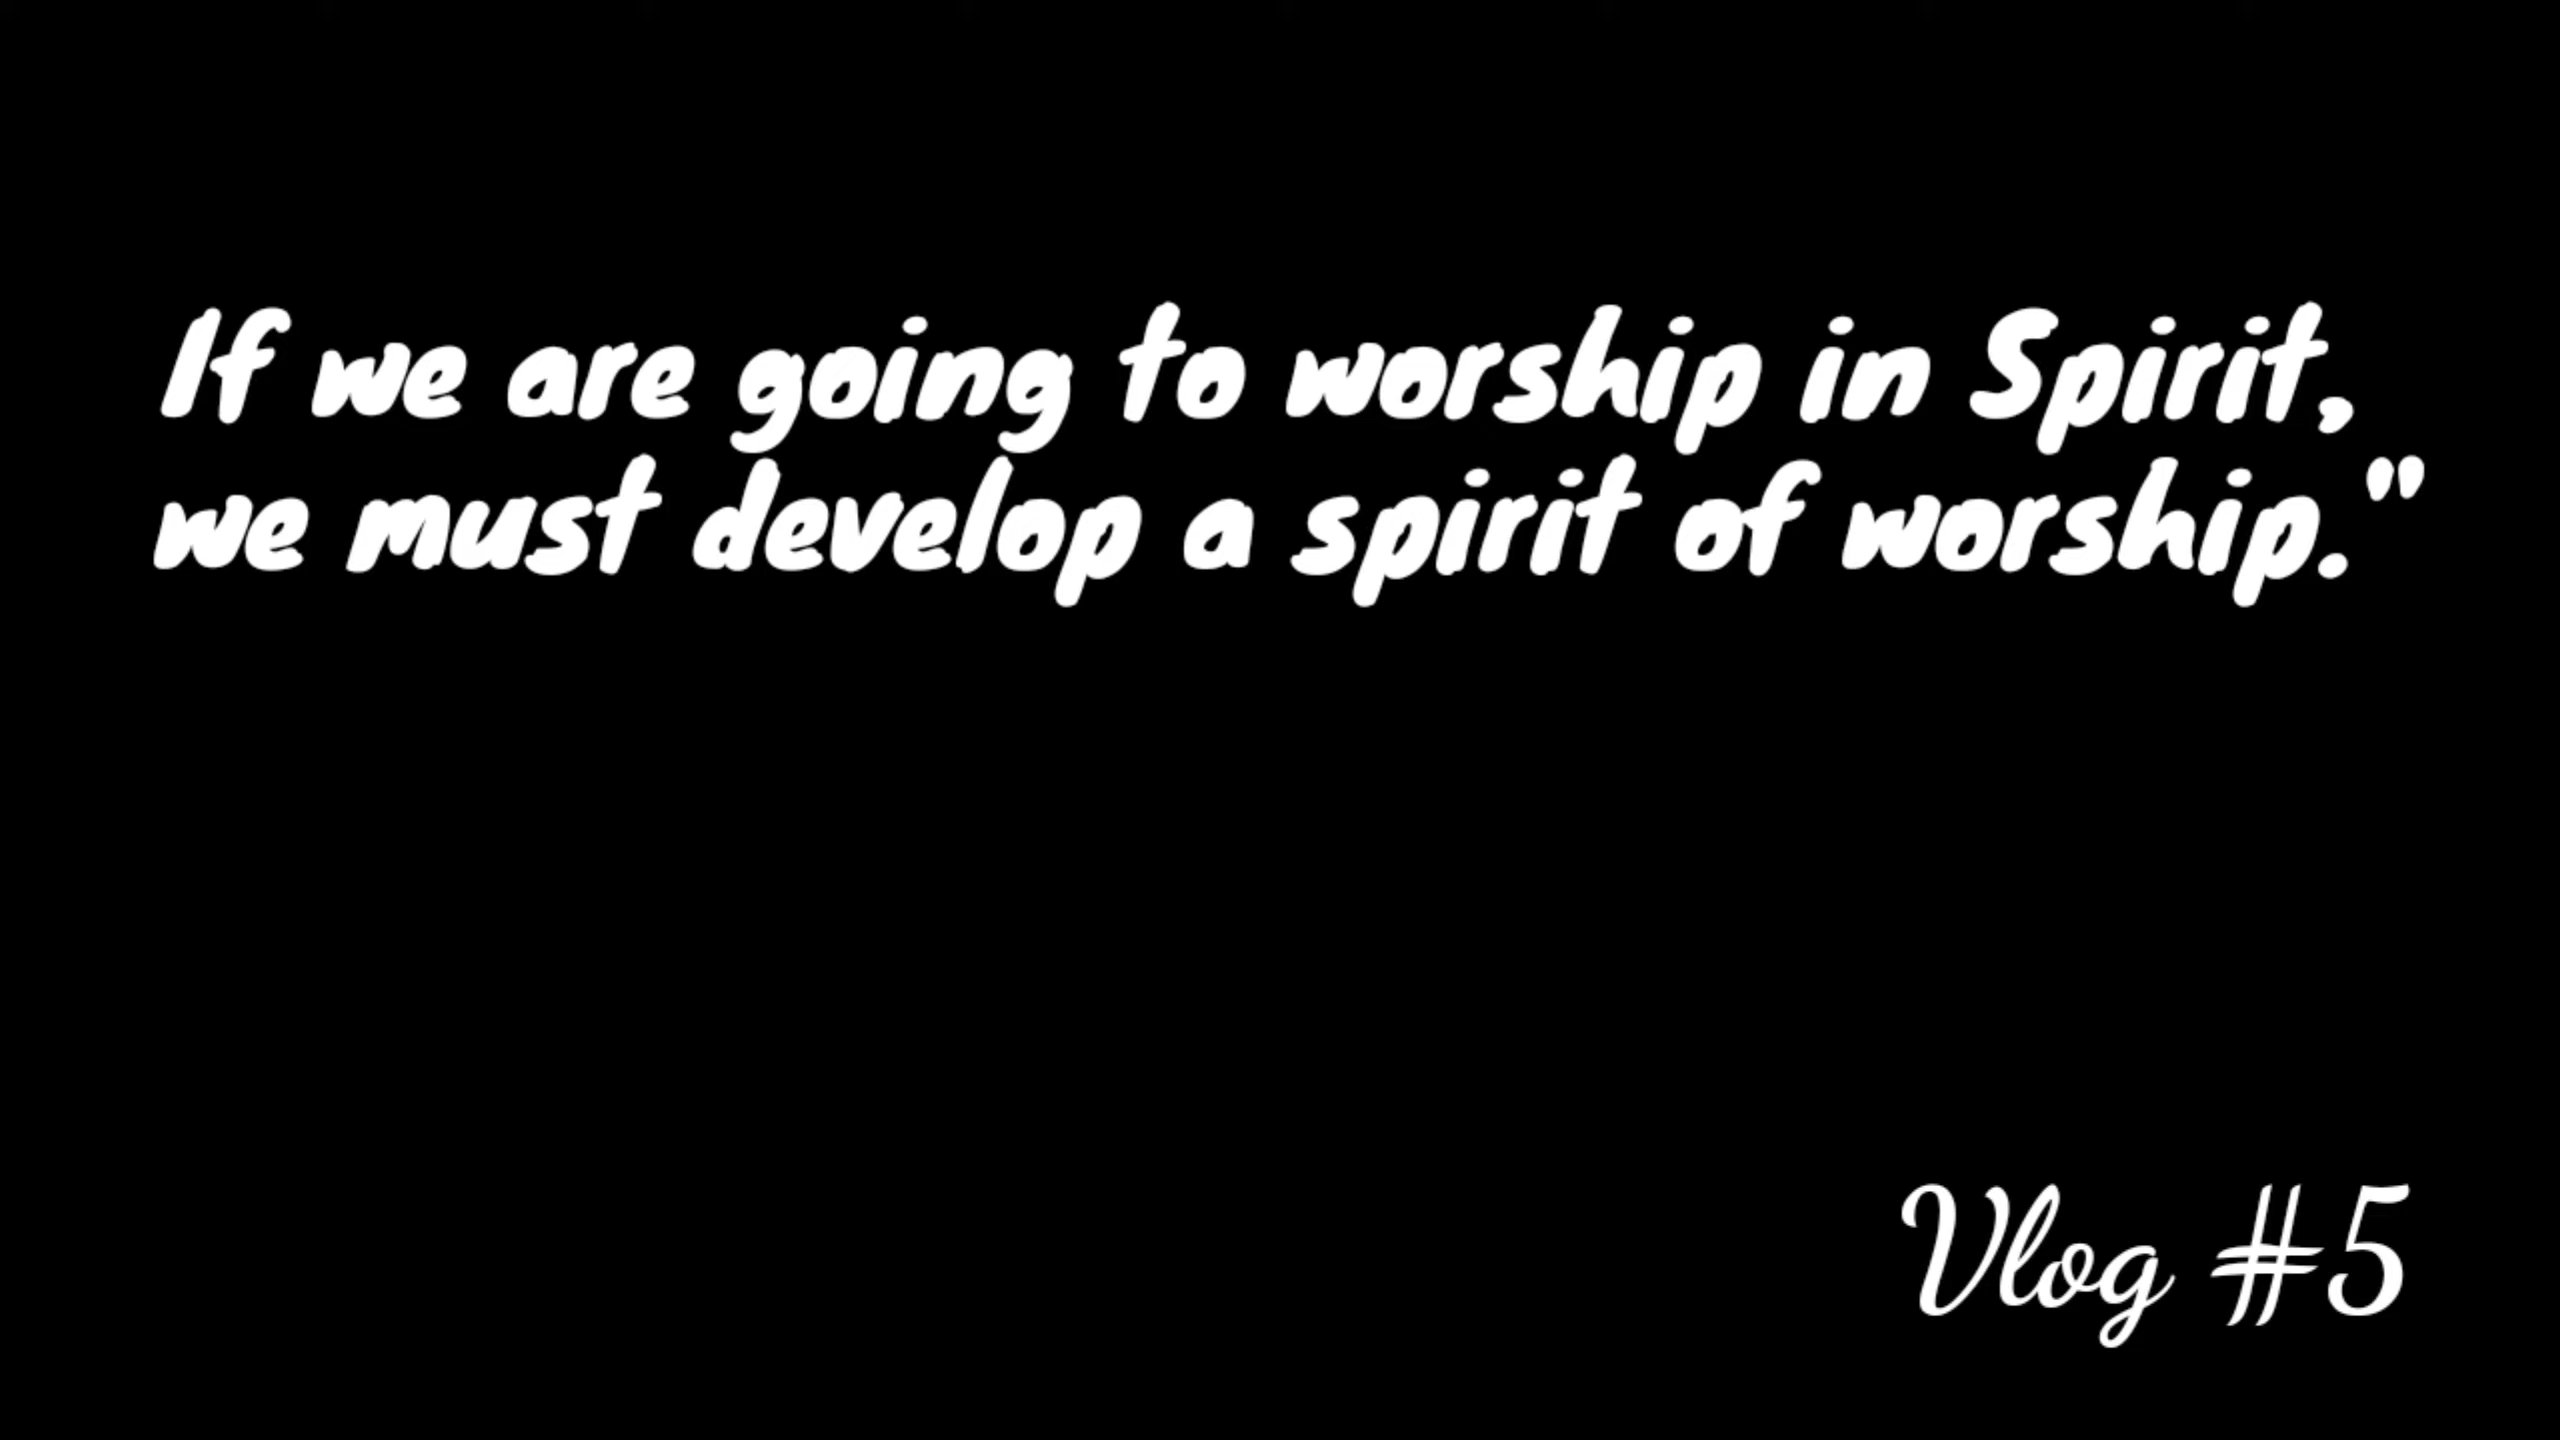 If we are going to worship in Spirit,
we must develop a spirit of worship."
Vlog #5